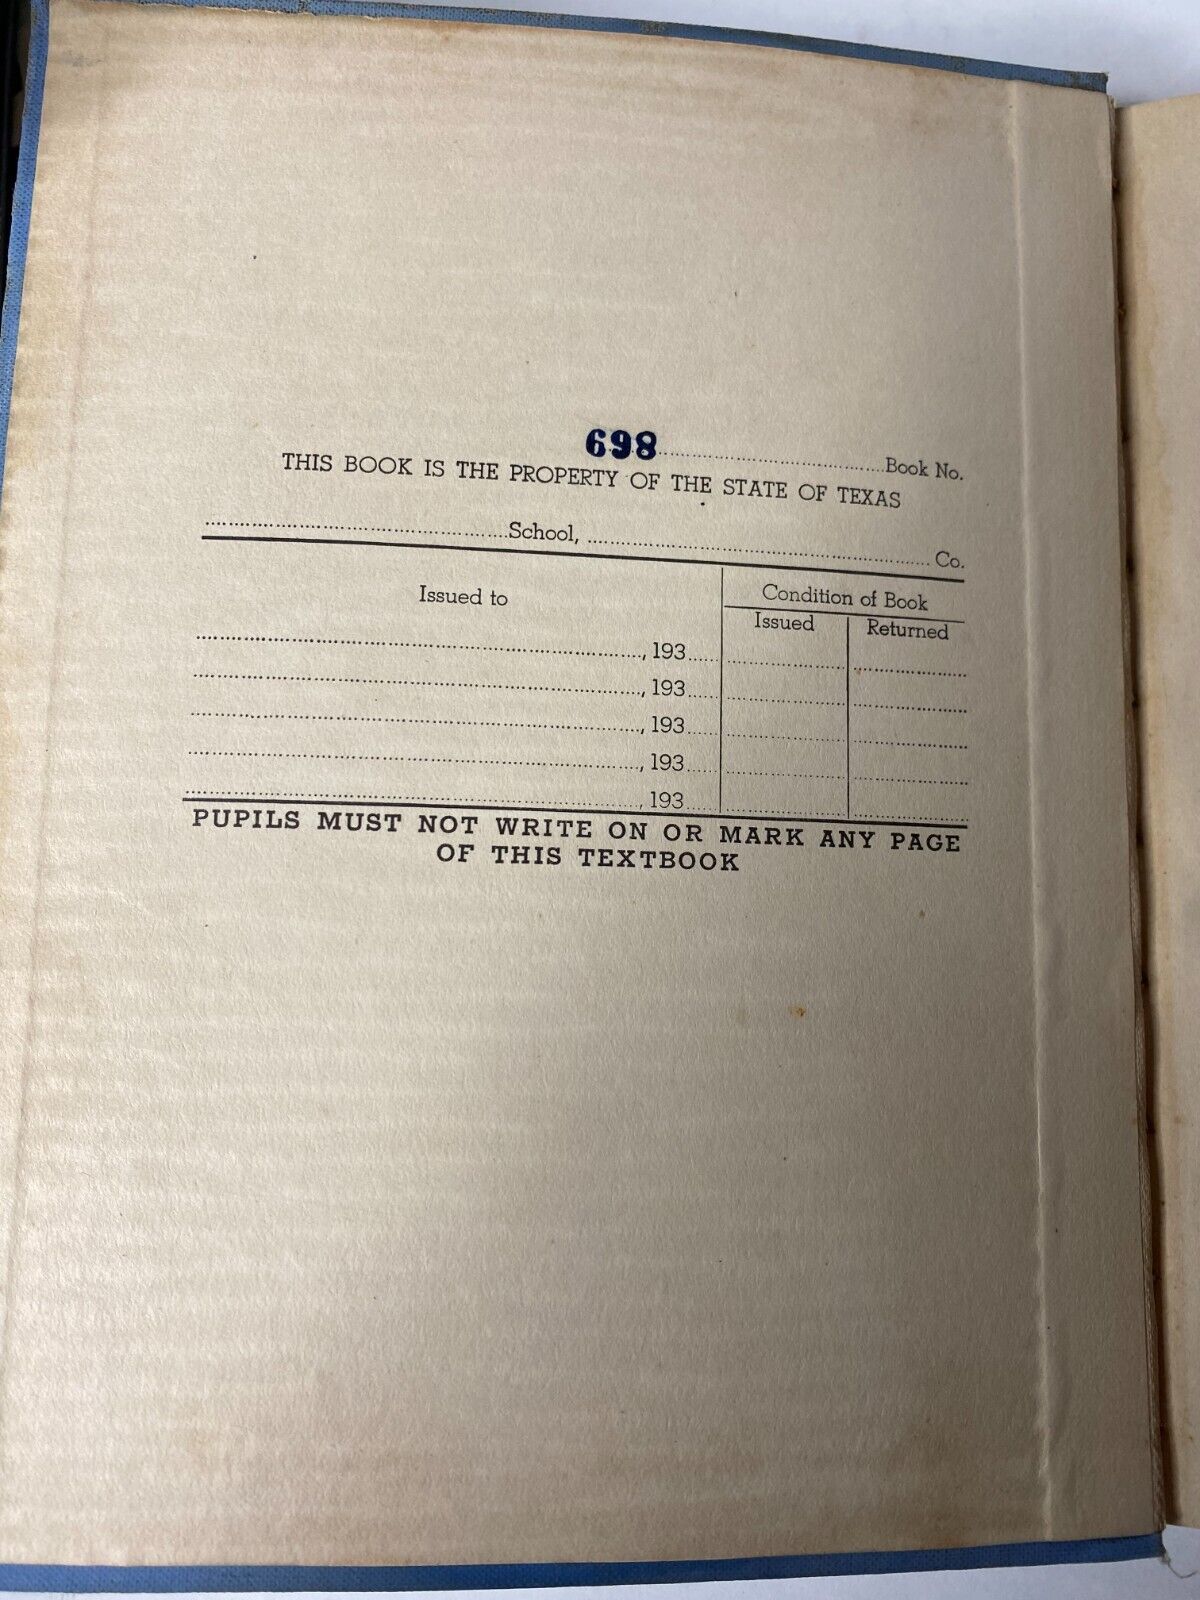 698 Book No.
THIS BOOK IS THE PROPERTY OF THE STATE OF TEXAS
School, Co.
Issued to Condition of Book
Issued Returned
, 193
, 193
, 193
, 193
, 193
PUPILS MUST NOT WRITE ON OR MARK ANY PAGE
OF THIS TEXTBOOK